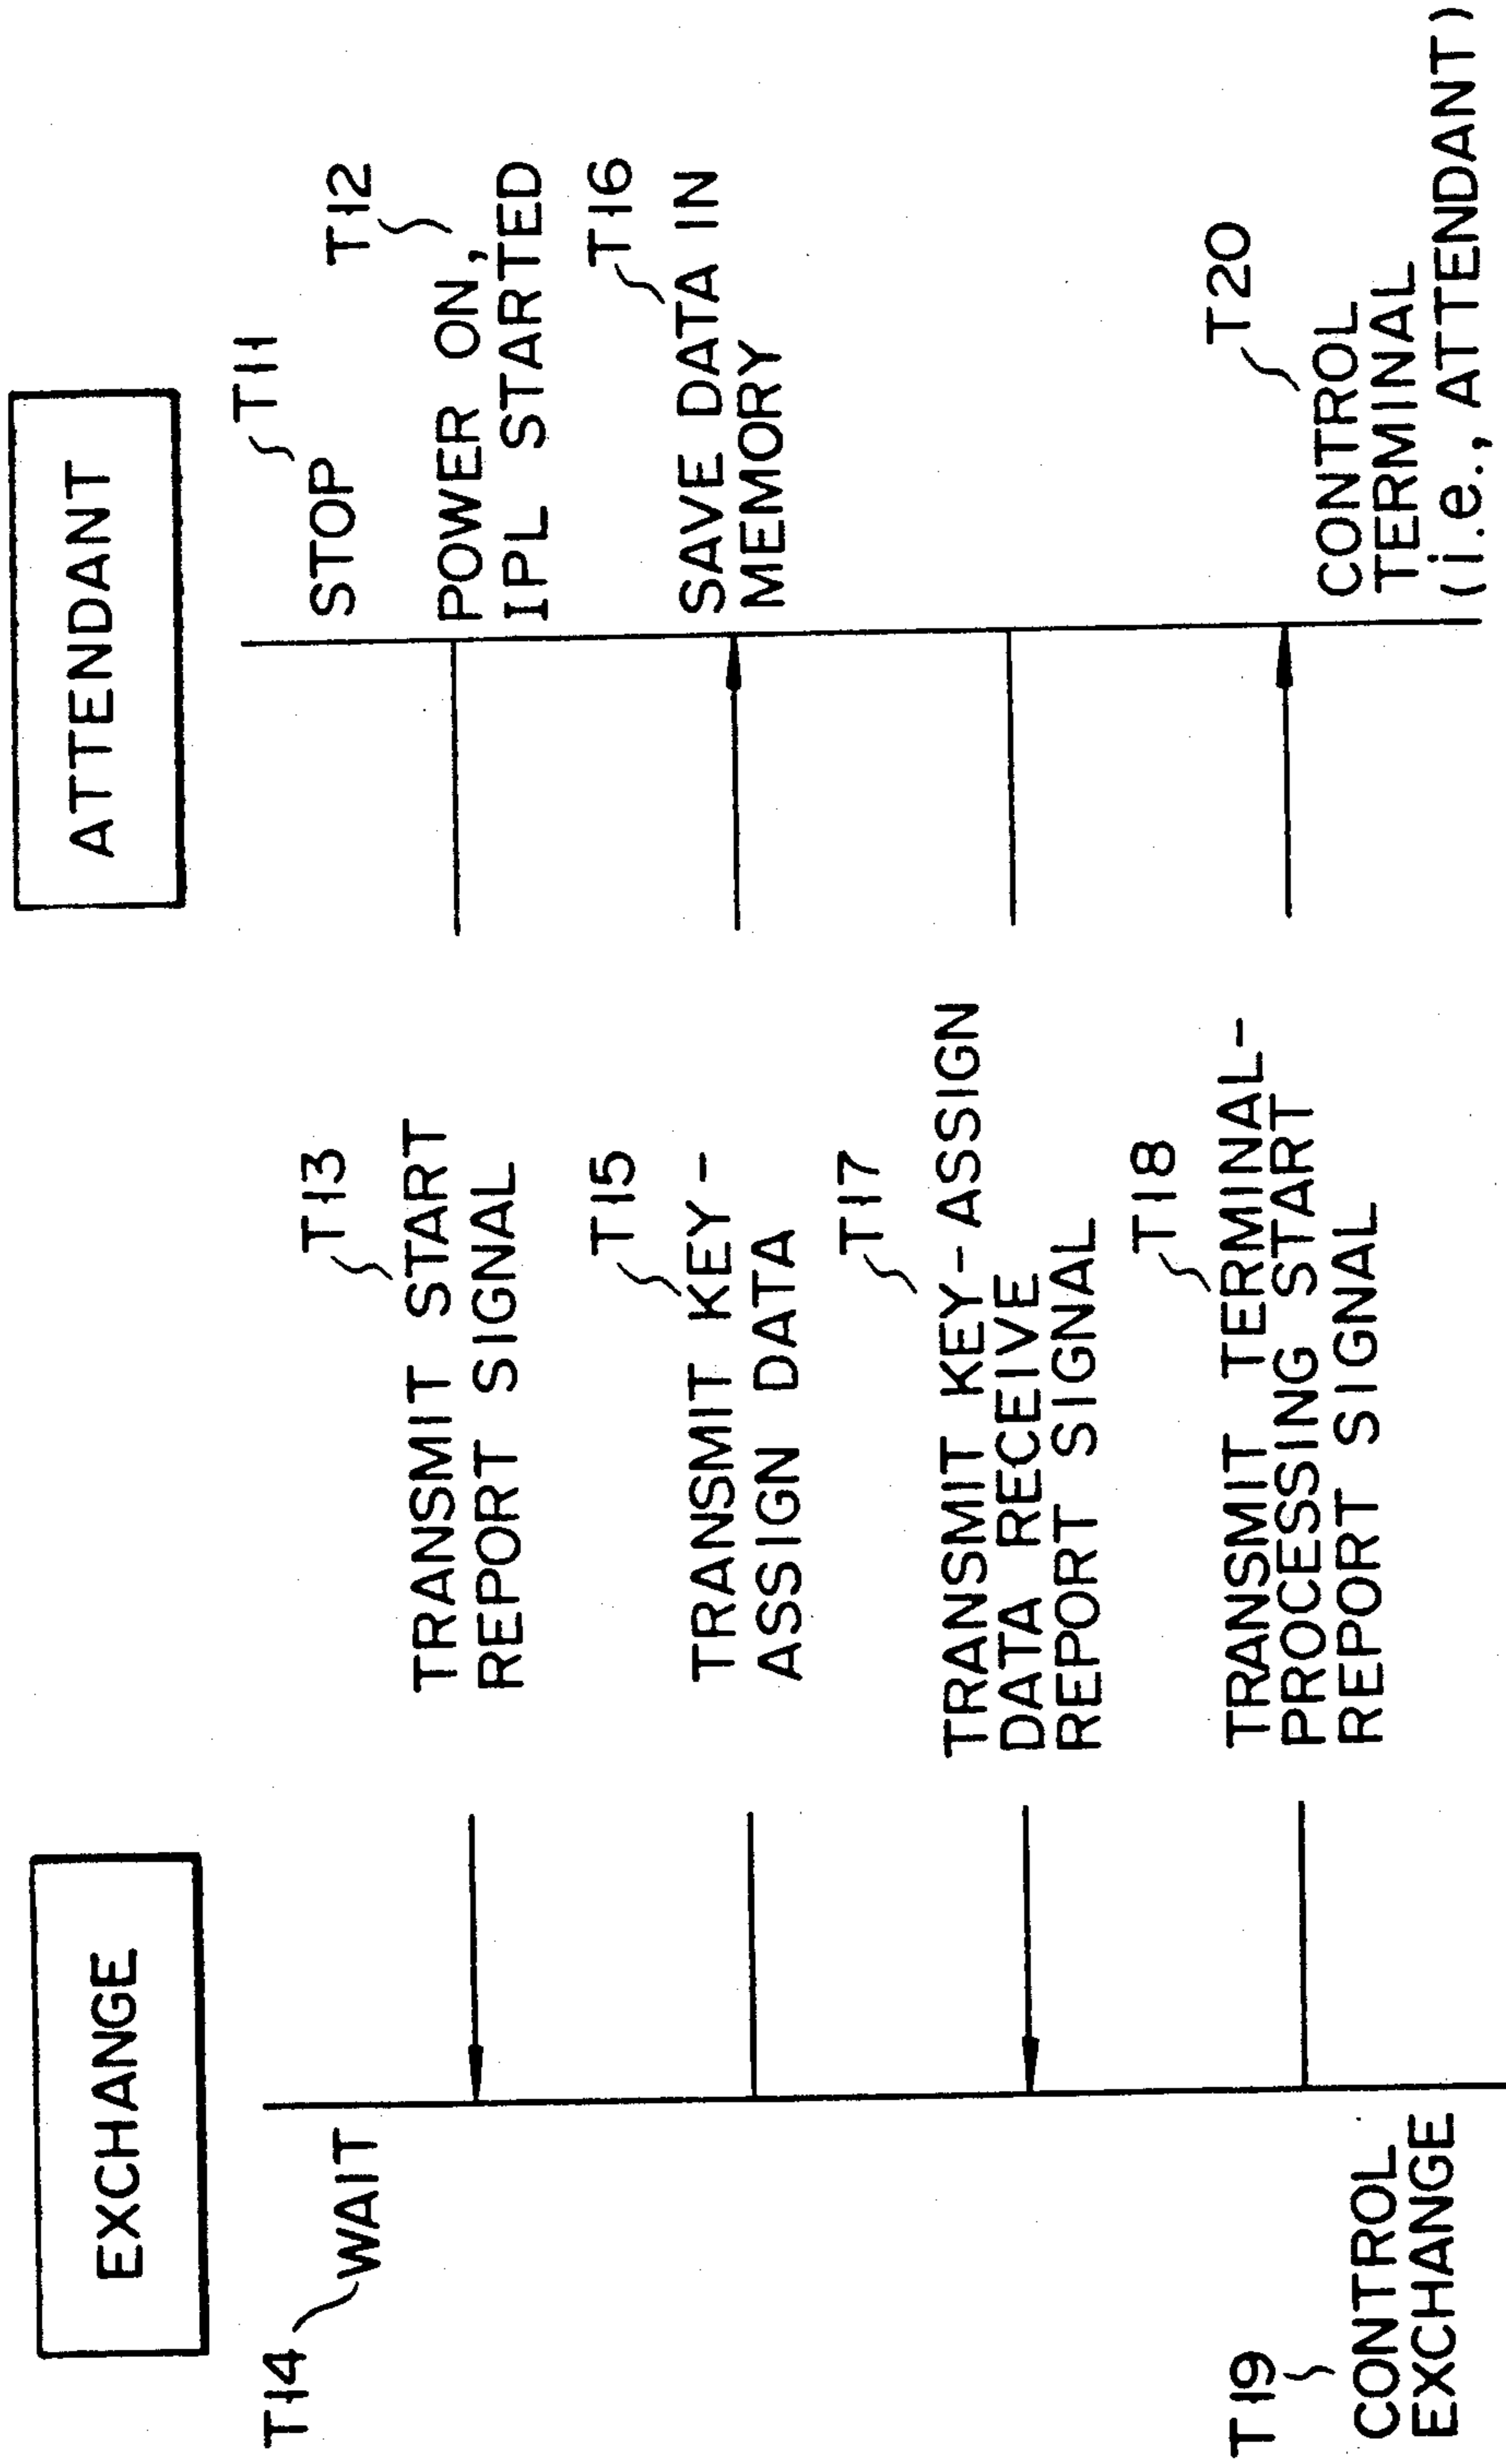 EXCHANGE
ATTENDANT
T11
STOP
T14
WAIT
T13
TRANSMIT START
REPORT SIGNAL
T12
POWER ON,
IPL STARTED
T15
TRANSMIT KEY-
ASSIGN DATA
T16
SAVE DATA IN
MEMORY
T17
TRANSMIT KEY-ASSIGN
DATA RECEIVE
REPORT SIGNAL
T18
TRANSMIT TERMINAL-
PROCESSING START
REPORT SIGNAL
T19
CONTROL
EXCHANGE
T20
CONTROL
TERMINAL
(i.e., ATTENDANT)